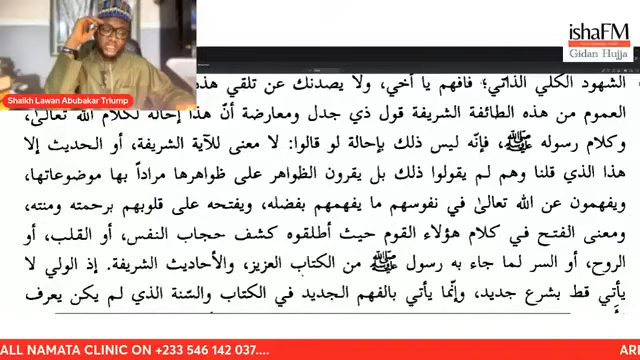 ishaFM
Gidan Hujja
Shaikh Lawan Abubakar Triump
الشهود الكلي الذاتي؛ فافهم يا أخي، ولا يصدنك عن تلقي هذه
العموم من هذه الطائفة الشريفة قول ذي جدل ومعارضة أنّ هذا إحالة لكلام الله تعالى،
وكلام رسوله ﷺ، فإنّه ليس ذلك بإحالة لو قالوا: لا معنى للآية الشريفة، أو الحديث إلا
هذا الذي قلنا وهم لم يقولوا ذلك بل يقرون الظواهر على ظواهرها مراداً بها موضوعاتها،
ويفهمون عن الله تعالىٰ في نفوسهم ما يفهمهم بفضله، ويفتحه على قلوبهم برحمته ومنته،
ومعنى الفتح في كلام هؤلاء القوم حيث أطلقوه كشف حجاب النفس، أو القلب، أو
الروح، أو السر لما جاء به رسول ﷺ من الكتاب العزيز، والأحاديث الشريفة. إذ الولي لا
يأتي قط بشرع جديد، وإنّما يأتي بالفهم الجديد في الكتاب والسّنة الذي لم يكن يعرف
ALL NAMATA CLINIC ON +233 546 142 037....